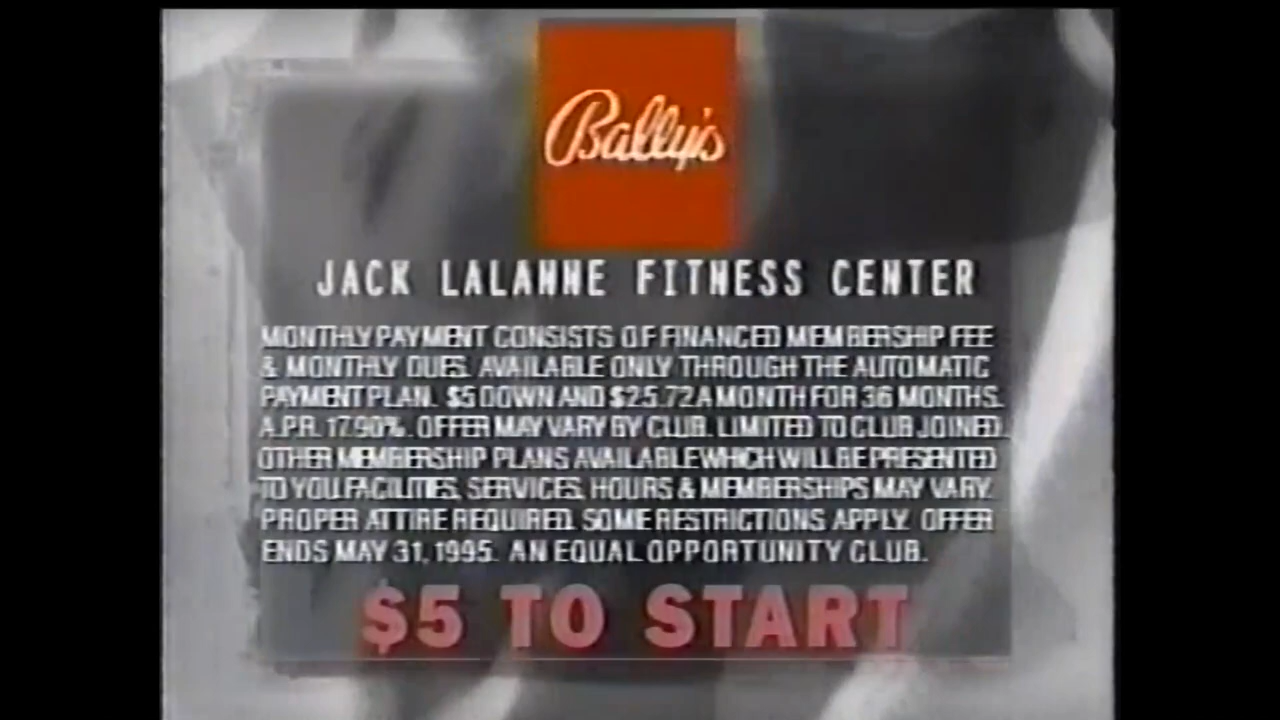 Bally's
JACK LALANNE FITNESS CENTER
MONTHLY PAYMENT CONSISTS OF FINANCED MEMBERSHIP FEE
& MONTHLY DUES. AVAILABLE ONLY THROUGH THE AUTOMATIC
PAYMENT PLAN. $5 DOWN AND $25.72 A MONTH FOR 36 MONTHS.
A.P.R. 17.90%. OFFER MAY VARY BY CLUB. LIMITED TO CLUB JOINED.
OTHER MEMBERSHIP PLANS AVAILABLE WHICH WILL BE PRESENTED
TO YOU. FACILITIES, SERVICES, HOURS & MEMBERSHIPS MAY VARY.
PROPER ATTIRE REQUIRED. SOME RESTRICTIONS APPLY. OFFER
ENDS MAY 31, 1995. AN EQUAL OPPORTUNITY CLUB.
$5 TO START